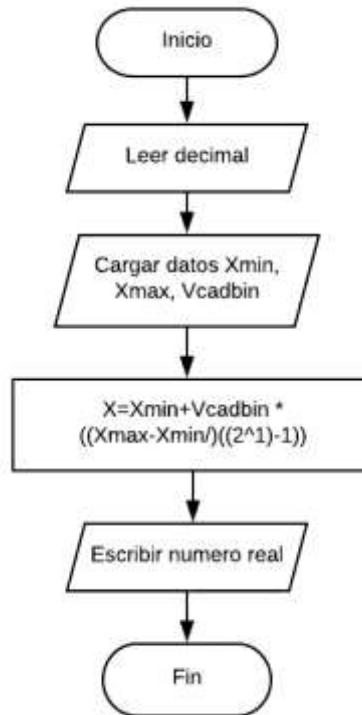 Inicio
Leer decimal
Cargar datos Xmin,
Xmax, Vcadbin
X=Xmin+Vcadbin *
((Xmax-Xmin/)((2^1)-1))
Escribir numero real
Fin